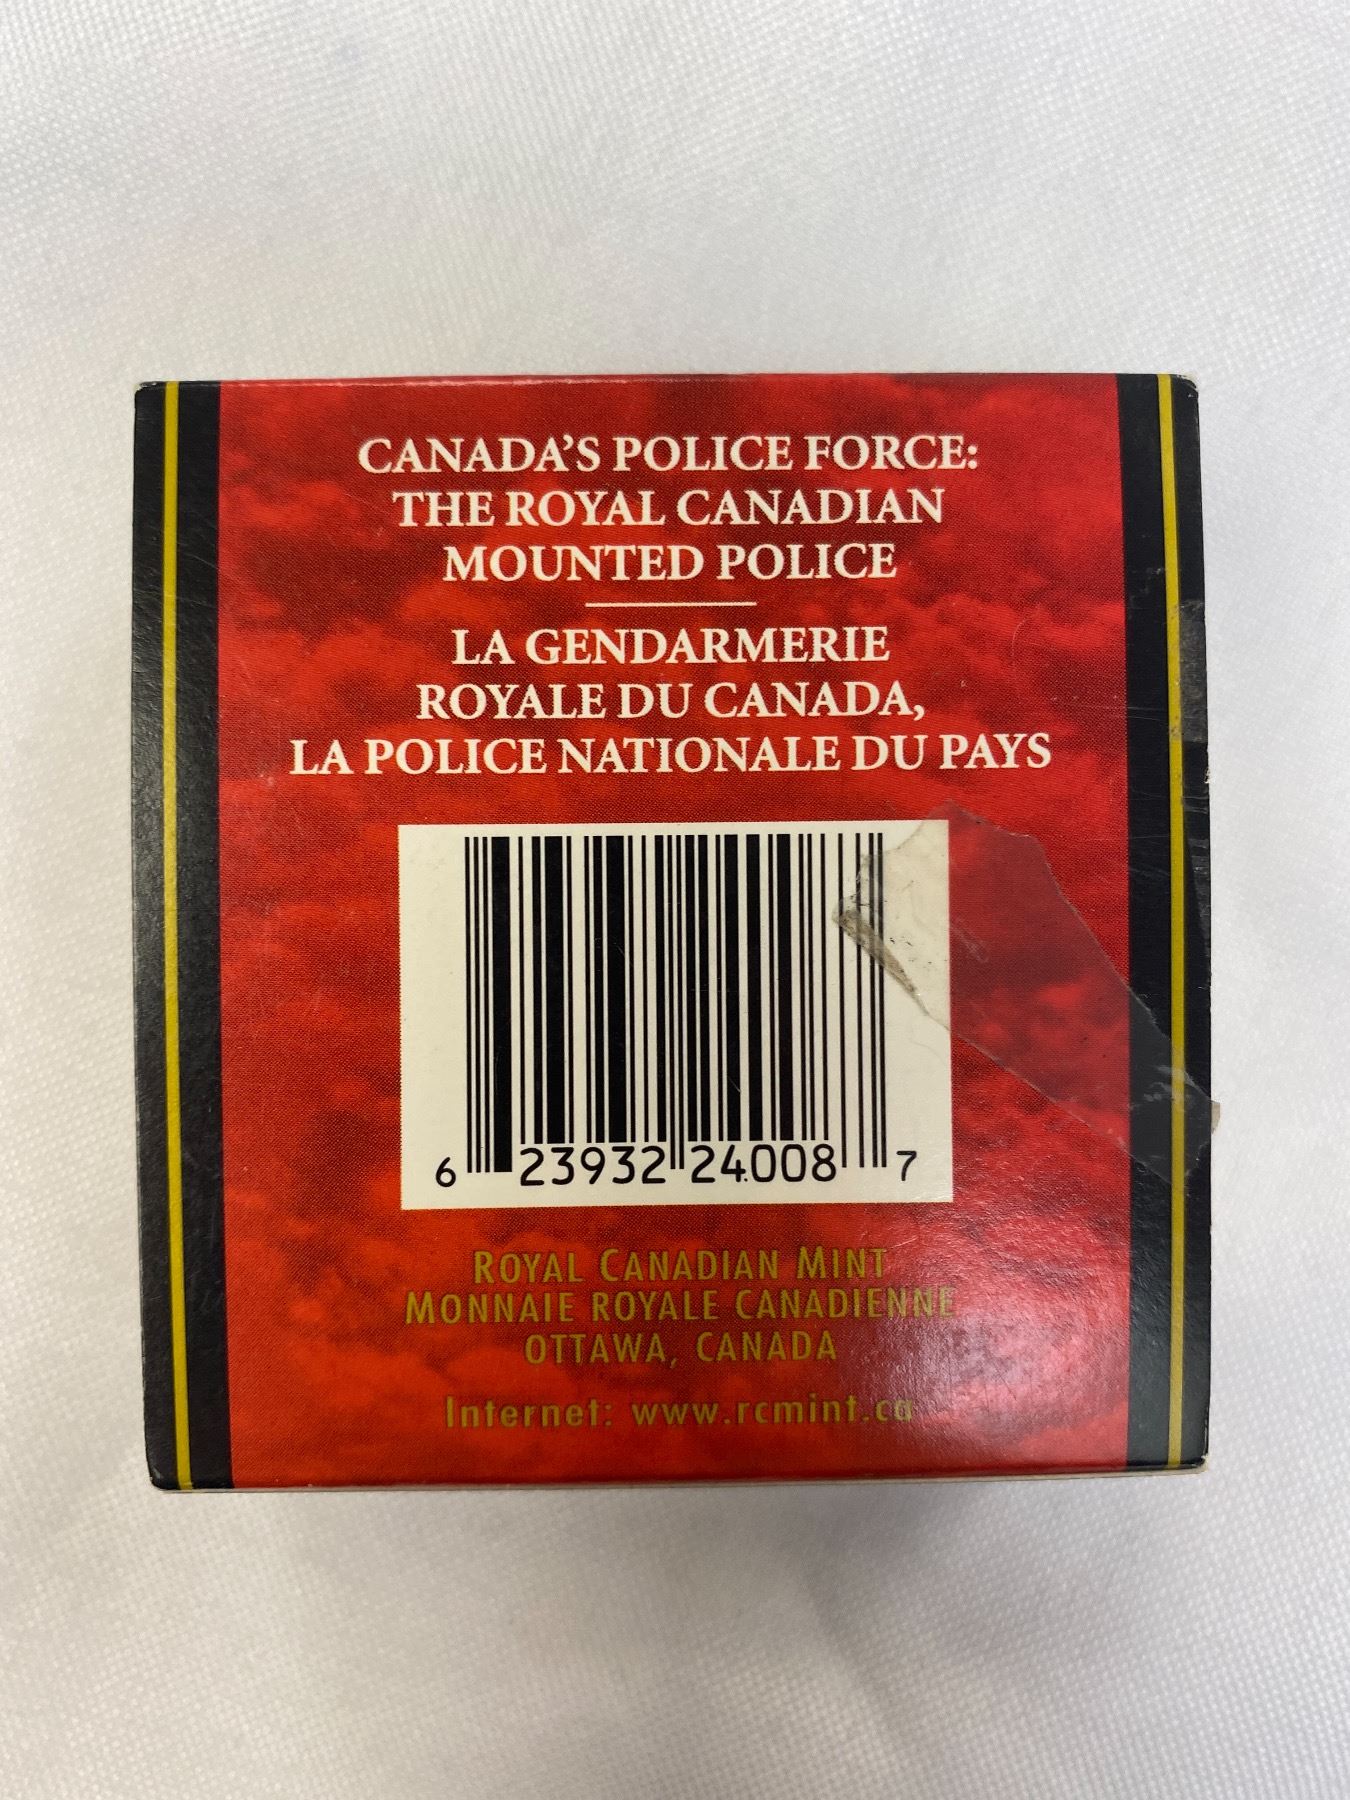 CANADA'S POLICE FORCE:
THE ROYAL CANADIAN
MOUNTED POLICE
LA GENDARMERIE
ROYALE DU CANADA,
LA POLICE NATIONALE DU PAYS
6 23932 24008 7
ROYAL CANADIAN MINT
MONNAIE ROYALE CANADIENNE
OTTAWA, CANADA
Internet: www.rcmint.ca